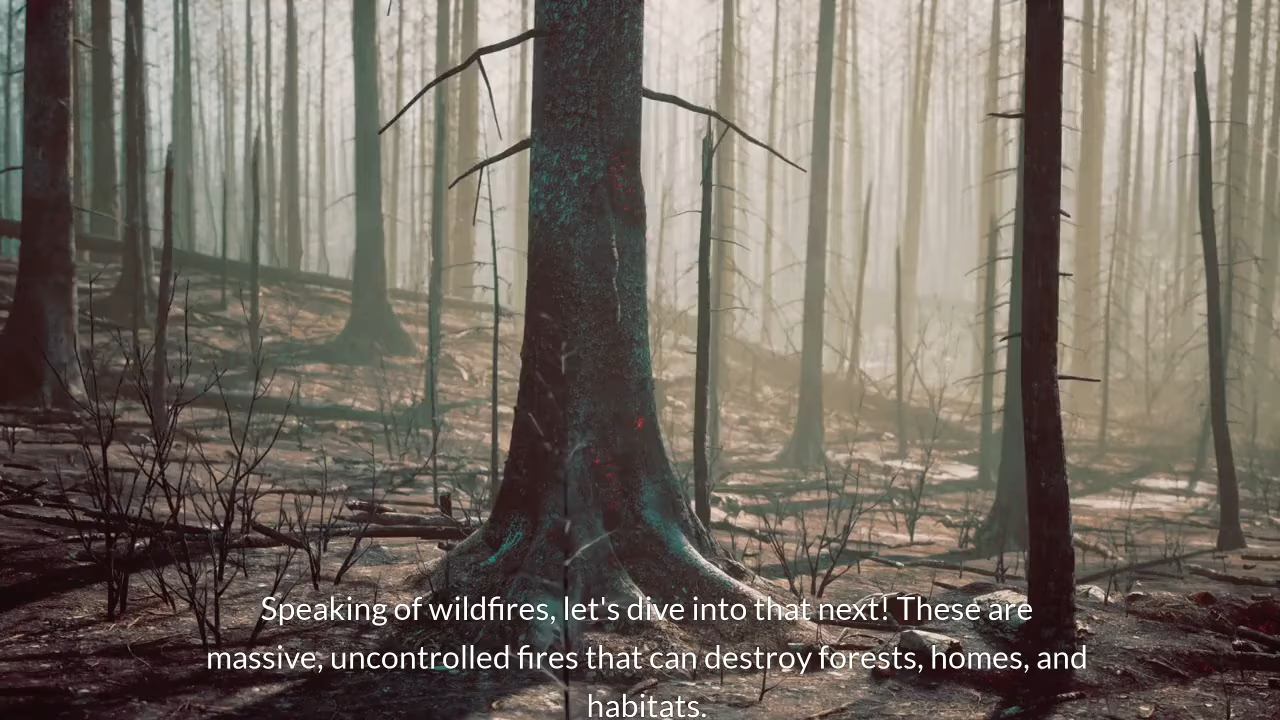 Speaking of wildfires, let's dive into that next! These are
massive, uncontrolled fires that can destroy forests, homes, and
habitats.